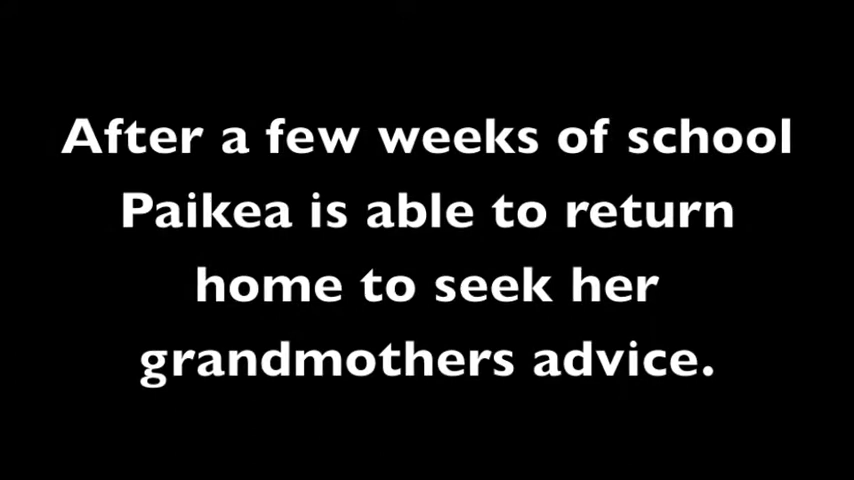 After a few weeks of school
Paikea is able to return
home to seek her
grandmothers advice.